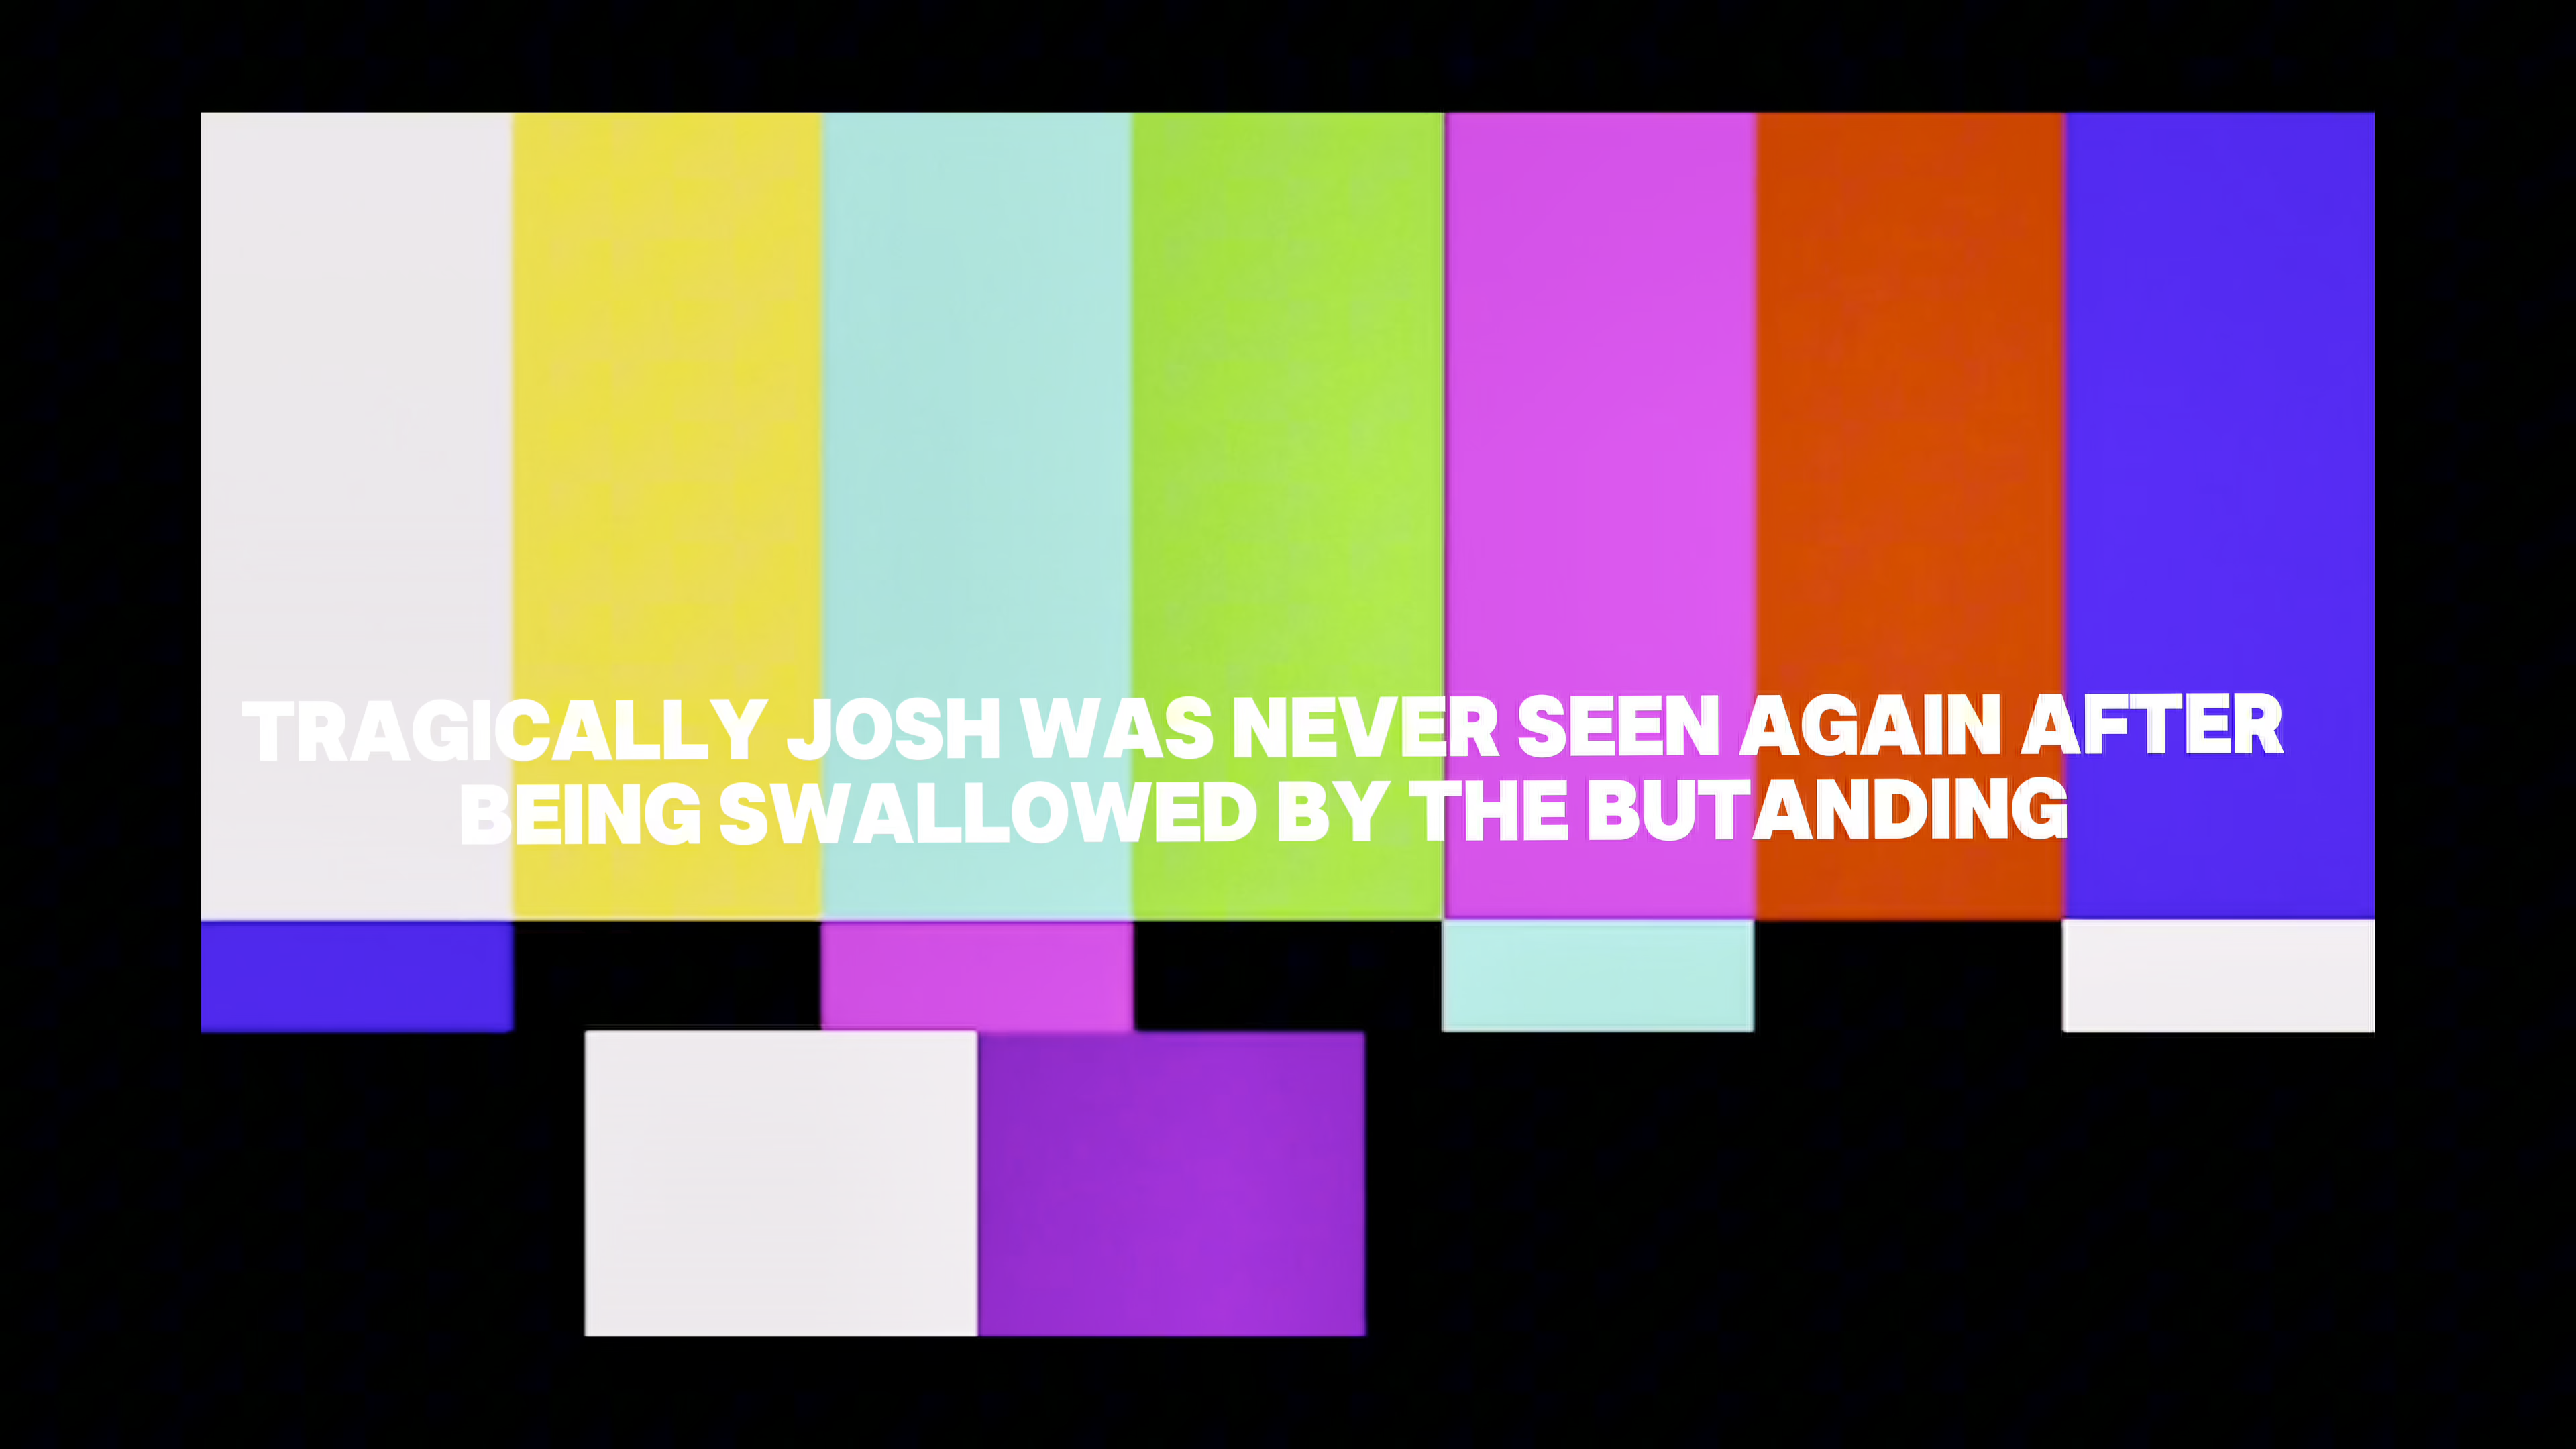 TRAGICALLY JOSH WAS NEVER SEEN AGAIN AFTER
BEING SWALLOWED BY THE BUTANDING